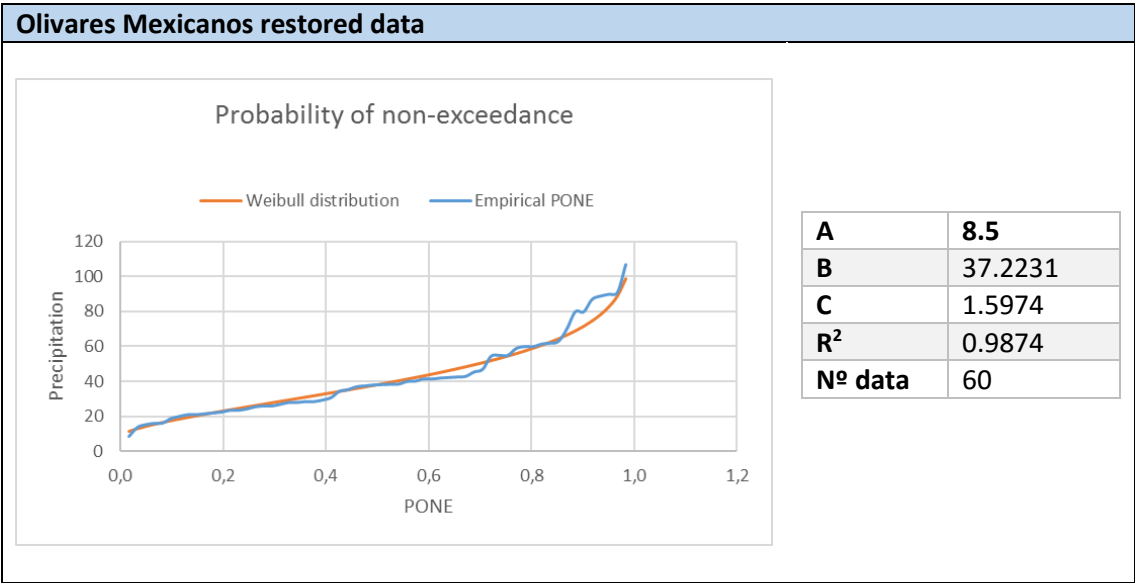 Olivares Mexicanos restored data
Probability of non-exceedance
Weibull distribution Empirical PONE
120
100
80
60
40
20
0
Precipitation
0,0 0,2 0,4 0,6 0,8 1,0 1,2
PONE
A 8.5
B 37.2231
C 1.5974
R² 0.9874
Nº data 60